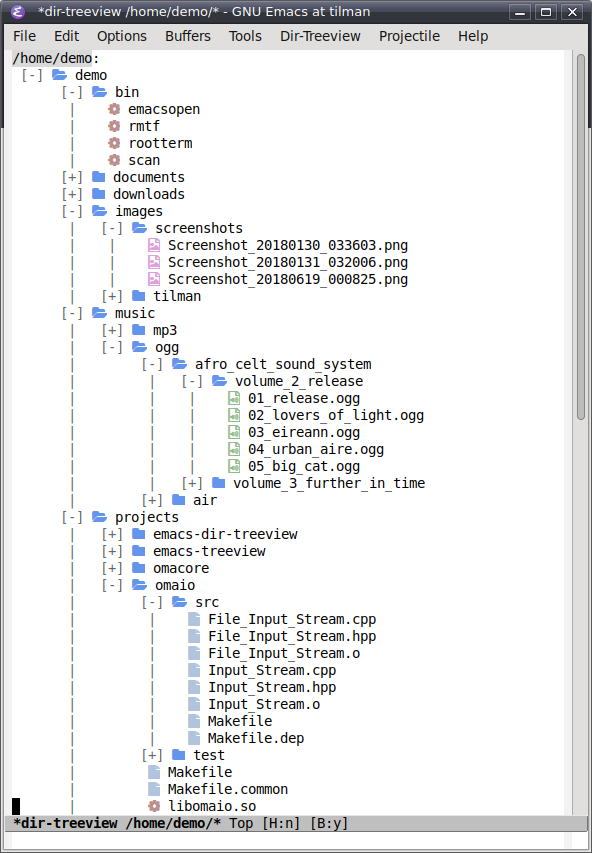 *dir-treeview /home/demo/* - GNU Emacs at tilman
File Edit Options Buffers Tools Dir-Treeview Projectile Help
/home/demo:
[-] demo
[-] bin
| emacsopen
| rmtf
| rootterm
| scan
[+] documents
[+] downloads
[-] images
| [-] screenshots
| | Screenshot_20180130_033603.png
| | Screenshot_20180131_032006.png
| | Screenshot_20180619_000825.png
| [+] tilman
[-] music
| [+] mp3
| [-] ogg
| [-] afro_celt_sound_system
| | [-] volume_2_release
| | | 01_release.ogg
| | | 02_lovers_of_light.ogg
| | | 03_eireann.ogg
| | | 04_urban_aire.ogg
| | | 05_big_cat.ogg
| | [+] volume_3_further_in_time
| [+] air
[-] projects
| [+] emacs-dir-treeview
| [+] emacs-treeview
| [+] omacore
| [-] omaio
| [-] src
| | File_Input_Stream.cpp
| | File_Input_Stream.hpp
| | File_Input_Stream.o
| | Input_Stream.cpp
| | Input_Stream.hpp
| | Input_Stream.o
| | Makefile
| | Makefile.dep
| [+] test
| Makefile
| Makefile.common
| libomaio.so
*dir-treeview /home/demo/* Top [H:n] [B:y]